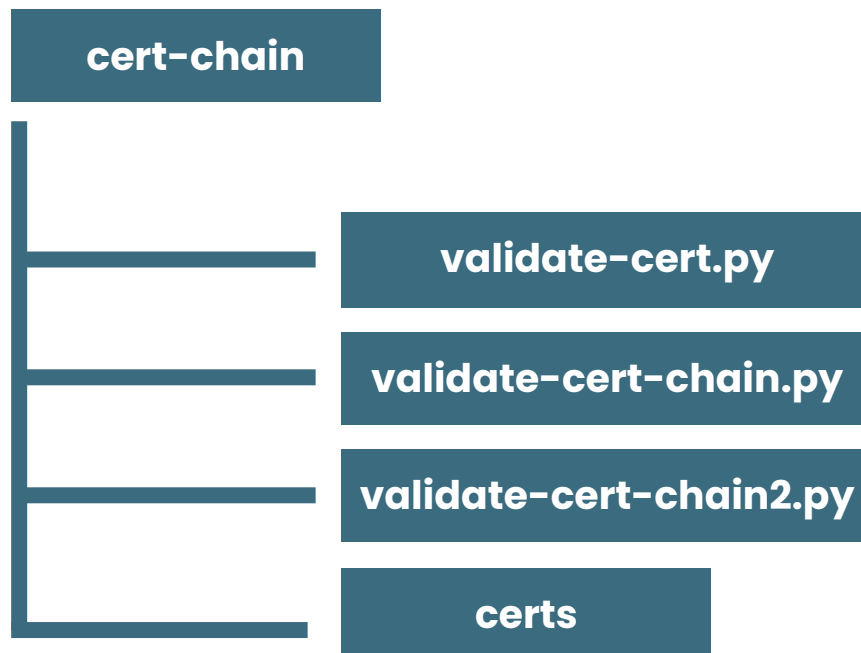 cert-chain
validate-cert.py
validate-cert-chain.py
validate-cert-chain2.py
certs